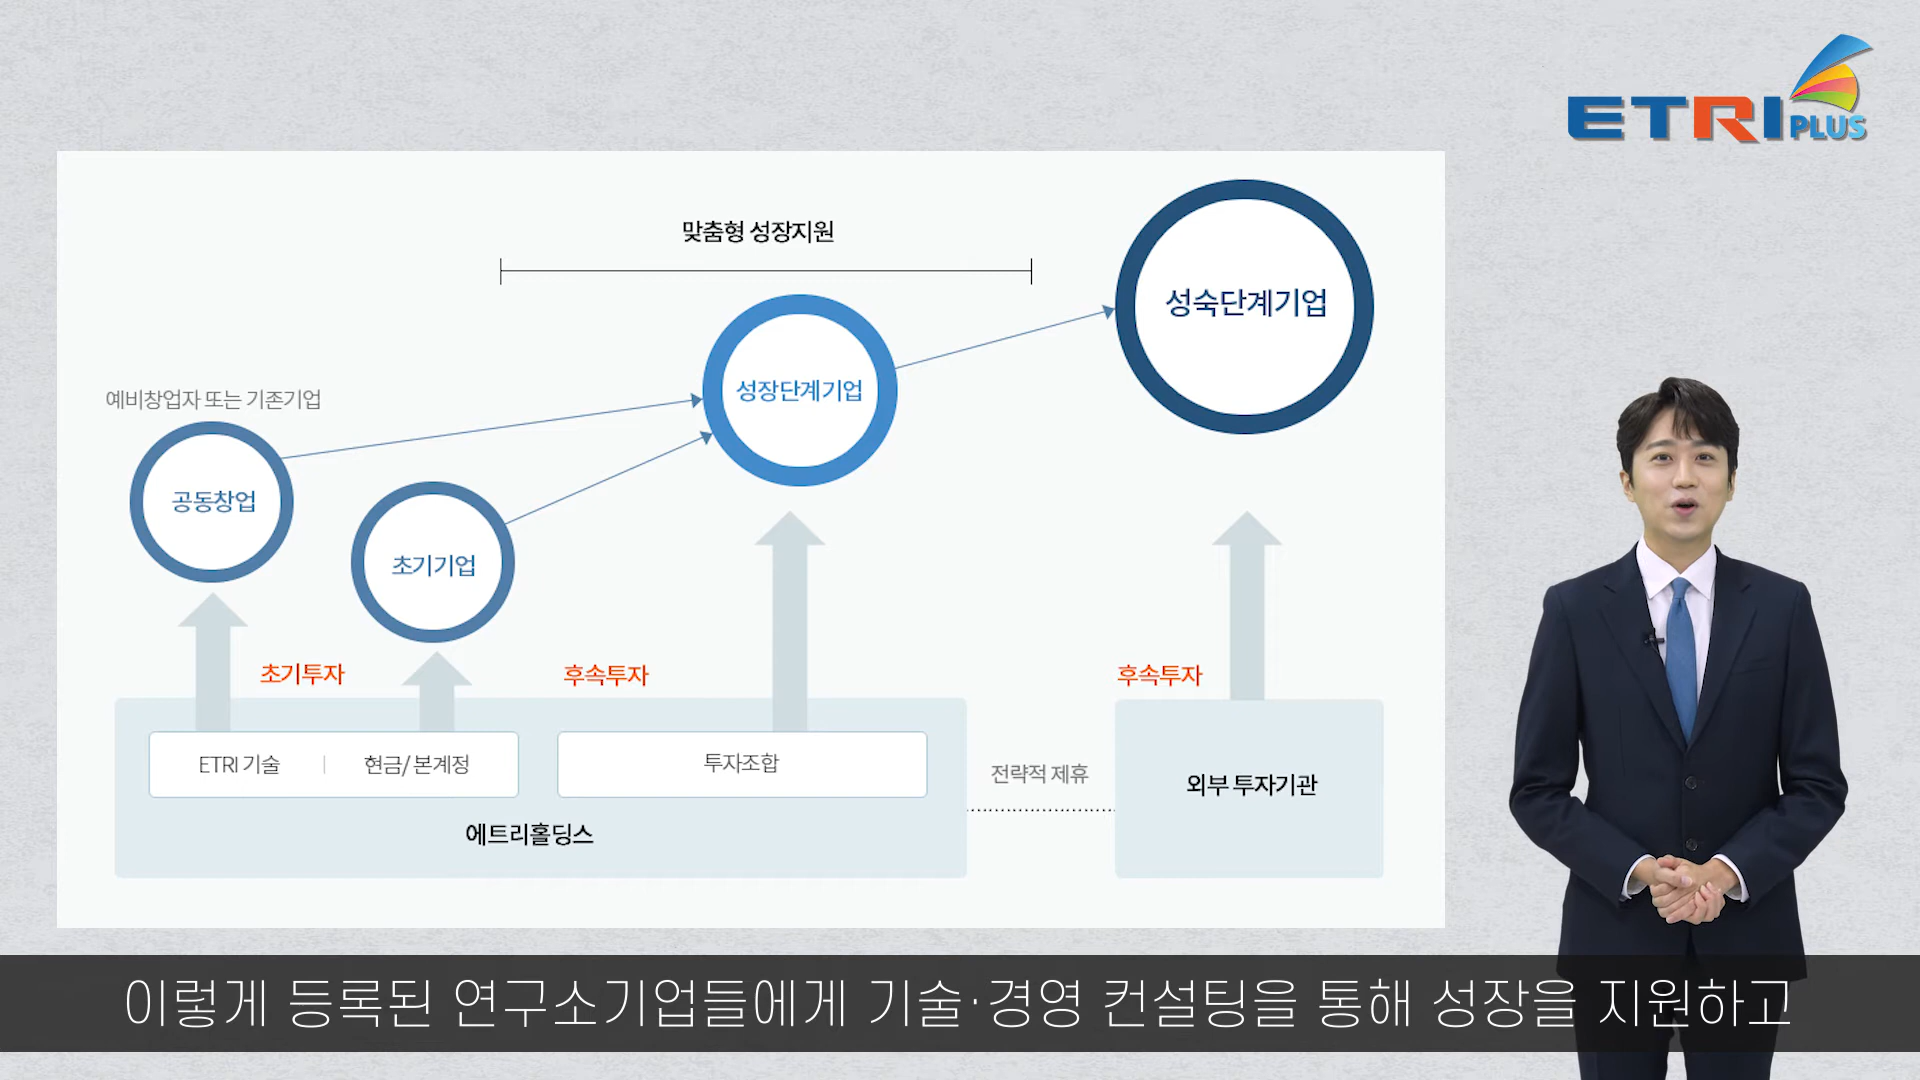 ETRI PLUS
맞춤형 성장지원
성숙단계기업
성장단계기업
예비창업자 또는 기존기업
공동창업
초기기업
초기투자
후속투자
후속투자
ETRI 기술 | 현금/ 본계정
투자조합
전략적 제휴
외부 투자기관
에트리홀딩스
이렇게 등록된 연구소기업들에게 기술·경영 컨설팅을 통해 성장을 지원하고